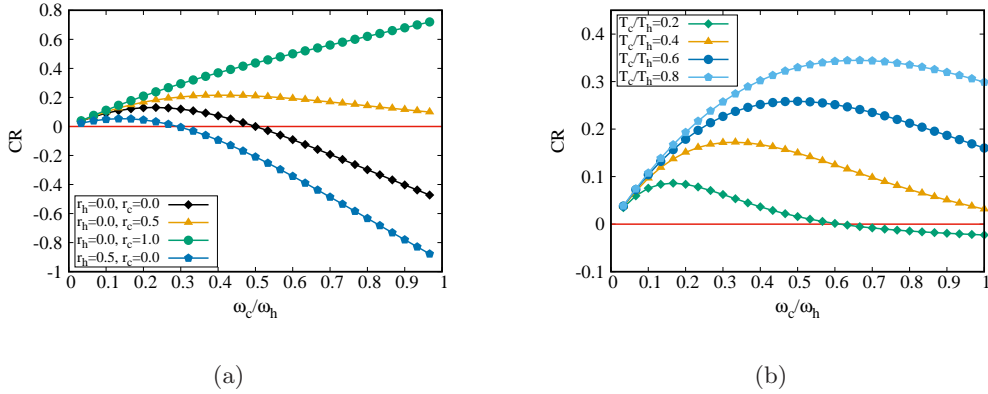 0.8
0.6
0.4
0.2
0
-0.2
-0.4
-0.6
-0.8
-1
CR
r_h=0.0, r_c=0.0
r_h=0.0, r_c=0.5
r_h=0.0, r_c=1.0
r_h=0.5, r_c=0.0
0 0.1 0.2 0.3 0.4 0.5 0.6 0.7 0.8 0.9 1
ω_c/ω_h
(a)
0.4
0.3
0.2
0.1
0
-0.1
CR
T_c/T_h=0.2
T_c/T_h=0.4
T_c/T_h=0.6
T_c/T_h=0.8
0 0.1 0.2 0.3 0.4 0.5 0.6 0.7 0.8 0.9 1
ω_c/ω_h
(b)